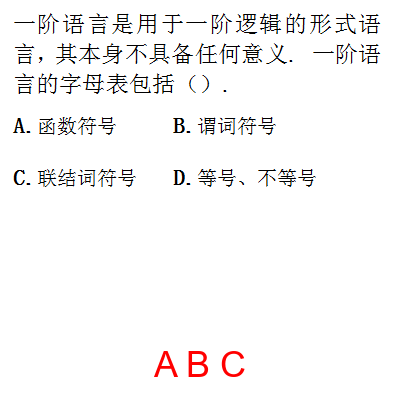 一阶语言是用于一阶逻辑的形式语
言，其本身不具备任何意义． 一阶语
言的字母表包括（）．
A. 函数符号 B. 谓词符号
C. 联结词符号 D. 等号、不等号
A B C